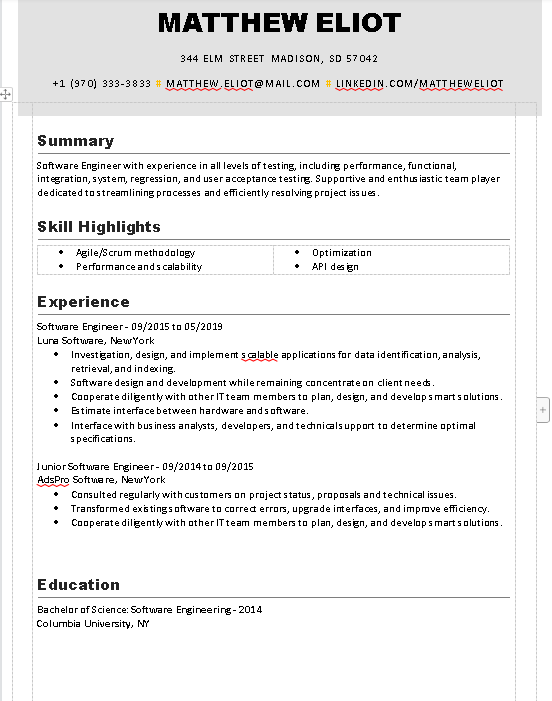 MATTHEW ELIOT
344 ELM STREET MADISON, SD 57042
+1 (970) 333-3833 # MATTHEW.ELIOT@MAIL.COM # LINKEDIN.COM/MATTHEWELIOT
Summary
Software Engineer with experience in all levels of testing, including performance, functional,
integration, system, regression, and user acceptance testing. Supportive and enthusiastic team player
dedicated to streamlining processes and efficiently resolving project issues.
Skill Highlights
• Agile/Scrum methodology
• Performance and scalability
• Optimization
• API design
Experience
Software Engineer - 09/2015 to 05/2019
Luna Software, New York
• Investigation, design, and implement scalable applications for data identification, analysis,
retrieval, and indexing.
• Software design and development while remaining concentrate on client needs.
• Cooperate diligently with other IT team members to plan, design, and develop smart solutions.
• Estimate interface between hardware and software.
• Interface with business analysts, developers, and technical support to determine optimal
specifications.
Junior Software Engineer - 09/2014 to 09/2015
AdsPro Software, New York
• Consulted regularly with customers on project status, proposals and technical issues.
• Transformed existing software to correct errors, upgrade interfaces, and improve efficiency.
• Cooperate diligently with other IT team members to plan, design, and develop smart solutions.
Education
Bachelor of Science: Software Engineering - 2014
Columbia University, NY